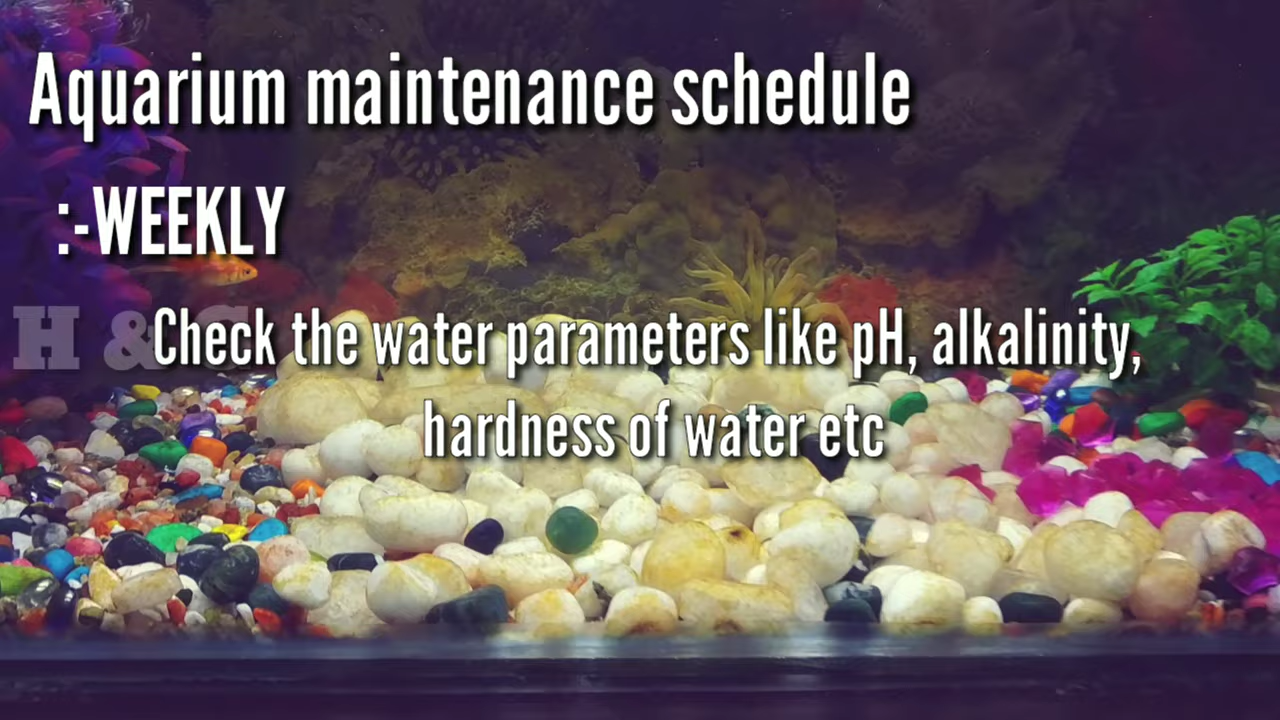 Aquarium maintenance schedule
:-WEEKLY
H & G
Check the water parameters like pH, alkalinity,
hardness of water etc